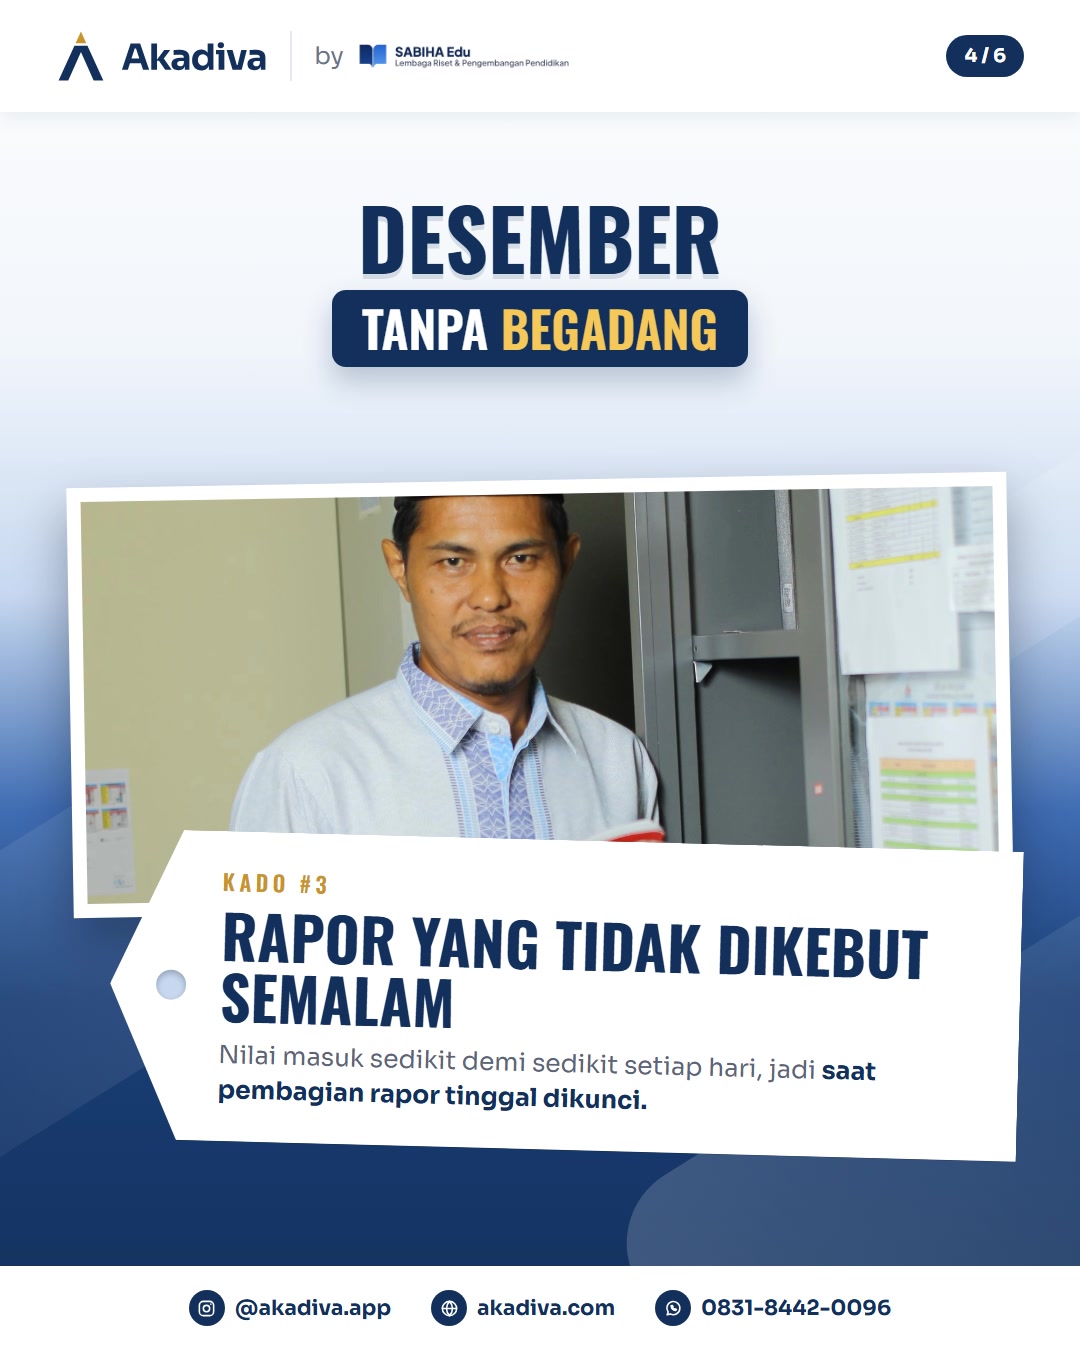 Akadiva
by
SABIHA Edu
Lembaga Riset & Pengembangan Pendidikan
4/6
DESEMBER
TANPA BEGADANG
KADO #3
RAPOR YANG TIDAK DIKEBUT
SEMALAM
Nilai masuk sedikit demi sedikit setiap hari, jadi saat
pembagian rapor tinggal dikunci.
@akadiva.app
akadiva.com
0831-8442-0096